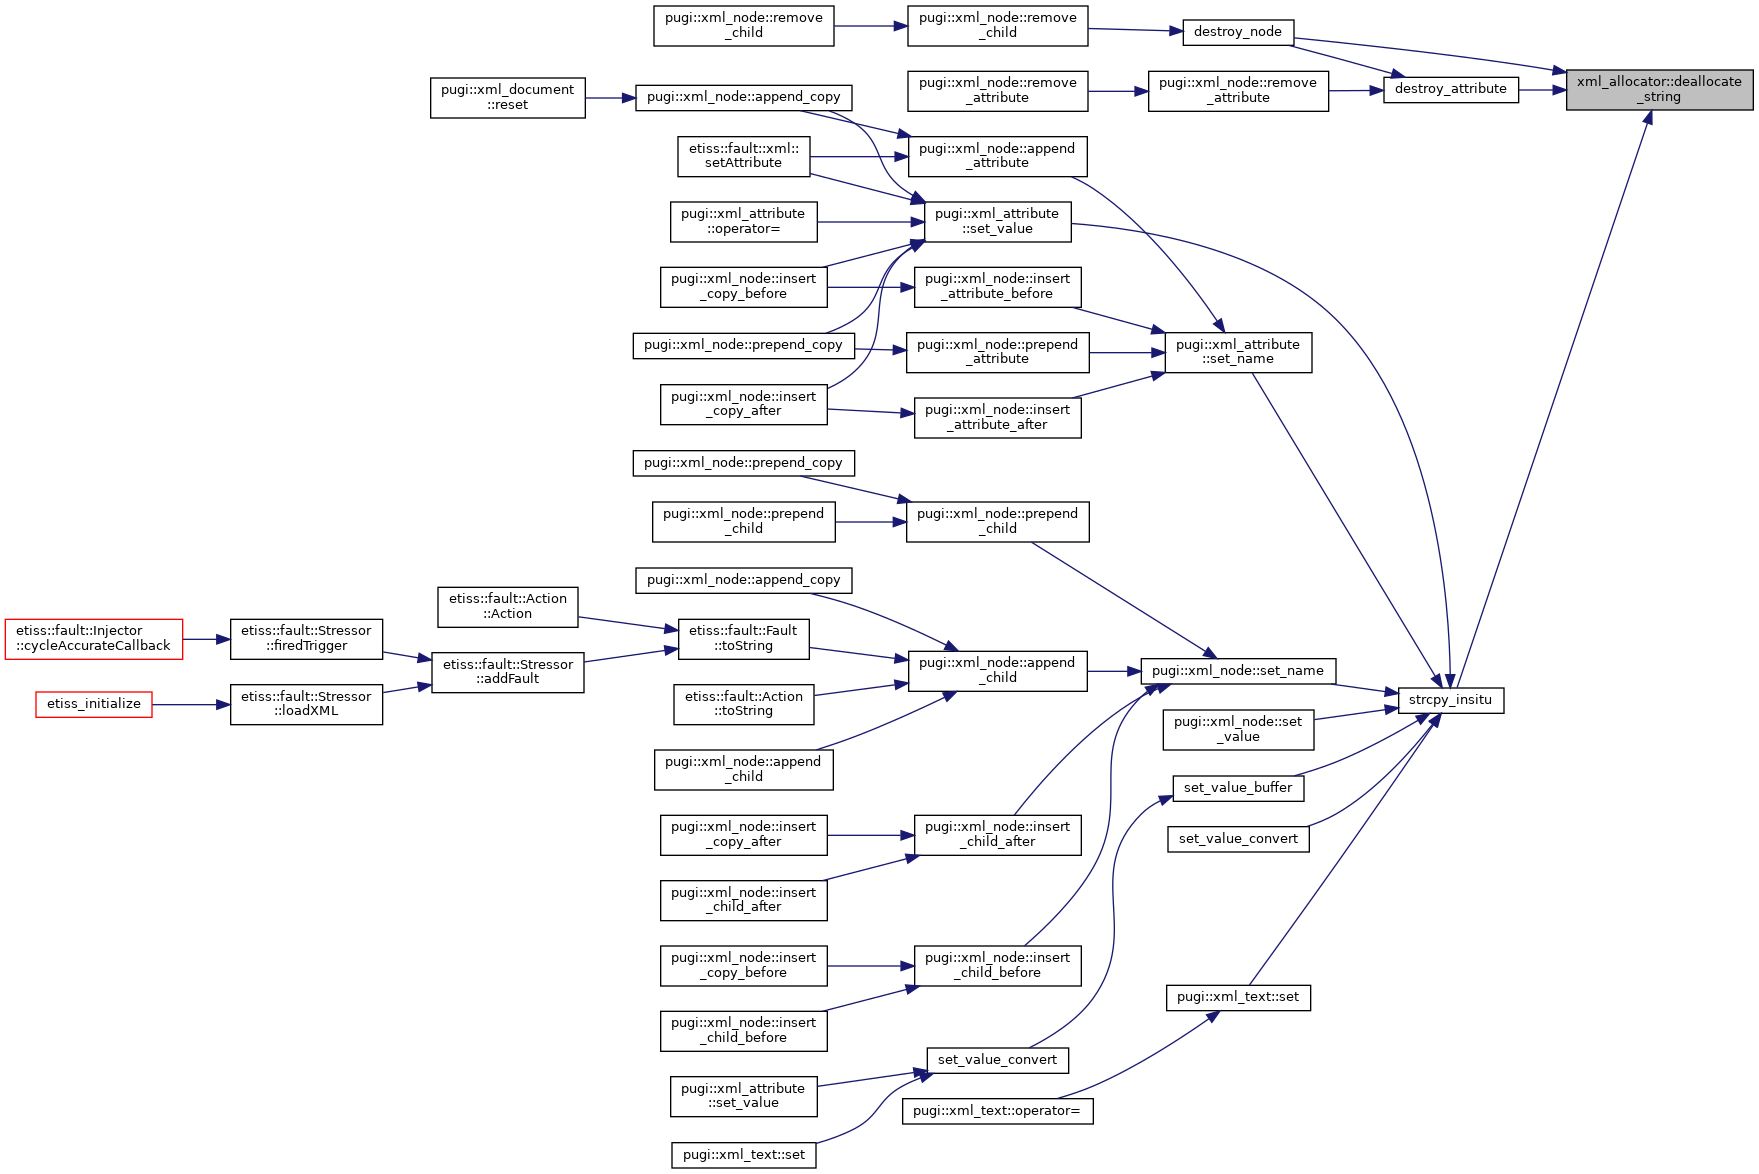 pugi::xml_node::remove
_child
pugi::xml_node::remove
_child
destroy_node
xml_allocator::deallocate
_string
pugi::xml_document
::reset
pugi::xml_node::append_copy
pugi::xml_node::remove
_attribute
pugi::xml_node::remove
_attribute
destroy_attribute
etiss::fault::xml::
setAttribute
pugi::xml_node::append
_attribute
pugi::xml_attribute
::operator=
pugi::xml_attribute
::set_value
pugi::xml_node::insert
_copy_before
pugi::xml_node::insert
_attribute_before
pugi::xml_node::prepend_copy
pugi::xml_node::prepend
_attribute
pugi::xml_attribute
::set_name
pugi::xml_node::insert
_copy_after
pugi::xml_node::insert
_attribute_after
pugi::xml_node::prepend_copy
pugi::xml_node::prepend
_child
pugi::xml_node::prepend
_child
pugi::xml_node::append_copy
etiss::fault::Action
::Action
etiss::fault::Injector
::cycleAccurateCallback
etiss::fault::Stressor
::firedTrigger
etiss::fault::Fault
::toString
etiss::fault::Stressor
::addFault
pugi::xml_node::append
_child
pugi::xml_node::set_name
etiss_initialize
etiss::fault::Stressor
::loadXML
etiss::fault::Action
::toString
strcpy_insitu
pugi::xml_node::set
_value
pugi::xml_node::append
_child
set_value_buffer
pugi::xml_node::insert
_copy_after
pugi::xml_node::insert
_child_after
set_value_convert
pugi::xml_node::insert
_child_after
pugi::xml_node::insert
_copy_before
pugi::xml_node::insert
_child_before
pugi::xml_text::set
pugi::xml_node::insert
_child_before
set_value_convert
pugi::xml_attribute
::set_value
pugi::xml_text::operator=
pugi::xml_text::set